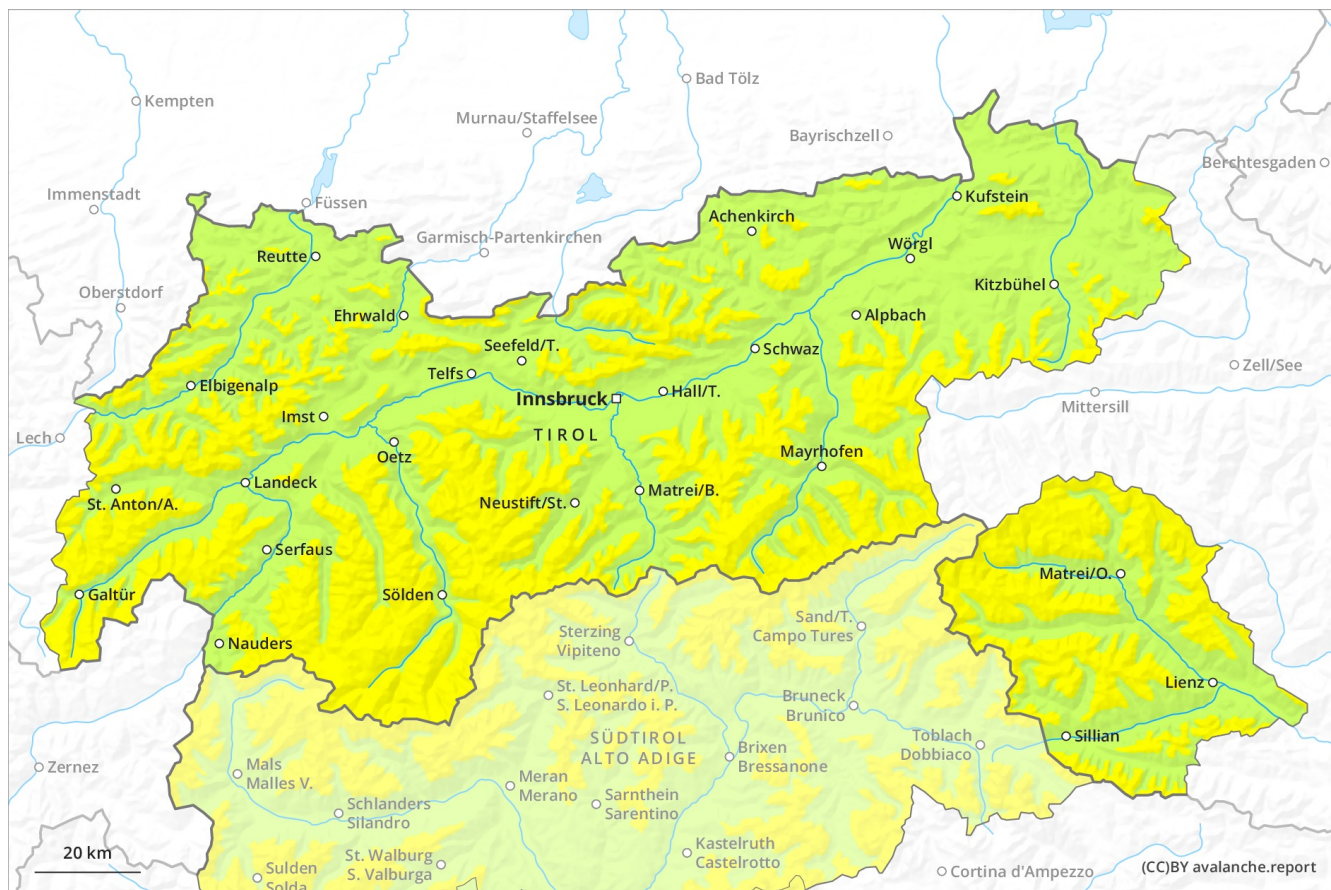 Kempten
Bad Tölz
Murnau/Staffelsee
Bayrischzell
Berchtesgaden
Immenstadt
Füssen
Kufstein
Achenkirch
Garmisch-Partenkirchen
Wörgl
Reutte
Kitzbühel
Oberstdorf
Ehrwald
Alpbach
Seefeld/T.
Schwaz
Zell/See
Telfs
Elbigenalp
Innsbruck
Hall/T.
Mittersill
Imst
Lech
TIROL
Oetz
Mayrhofen
Landeck
St. Anton/A.
Neustift/St.
Matrei/B.
Serfaus
Matrei/O.
Galtür
Sölden
Sand/T.
Campo Tures
Sterzing
Vipiteno
Nauders
Lienz
St. Leonhard/P.
S. Leonardo i. P.
Bruneck
Brunico
SÜDTIROL
ALTO ADIGE
Sillian
Toblach
Dobbiaco
Brixen
Bressanone
Zernez
Mals
Malles V.
Meran
Merano
Sarnthein
Sarentino
Schlanders
Silandro
20 km
St. Walburg
S. Valburga
Kastelruth
Castelrotto
Sulden
Solda
Cortina d'Ampezzo
(CC)BY avalanche.report